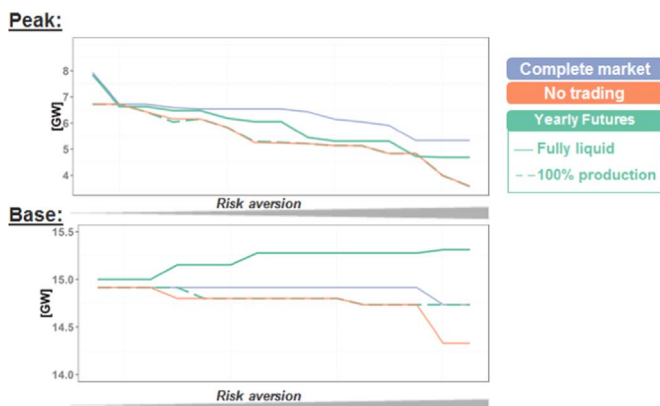 Peak:
8
7
6
5
4
[GW]
Risk aversion
Complete market
No trading
Yearly Futures
Fully liquid
100% production
Base:
15.5
15.0
14.5
14.0
[GW]
Risk aversion